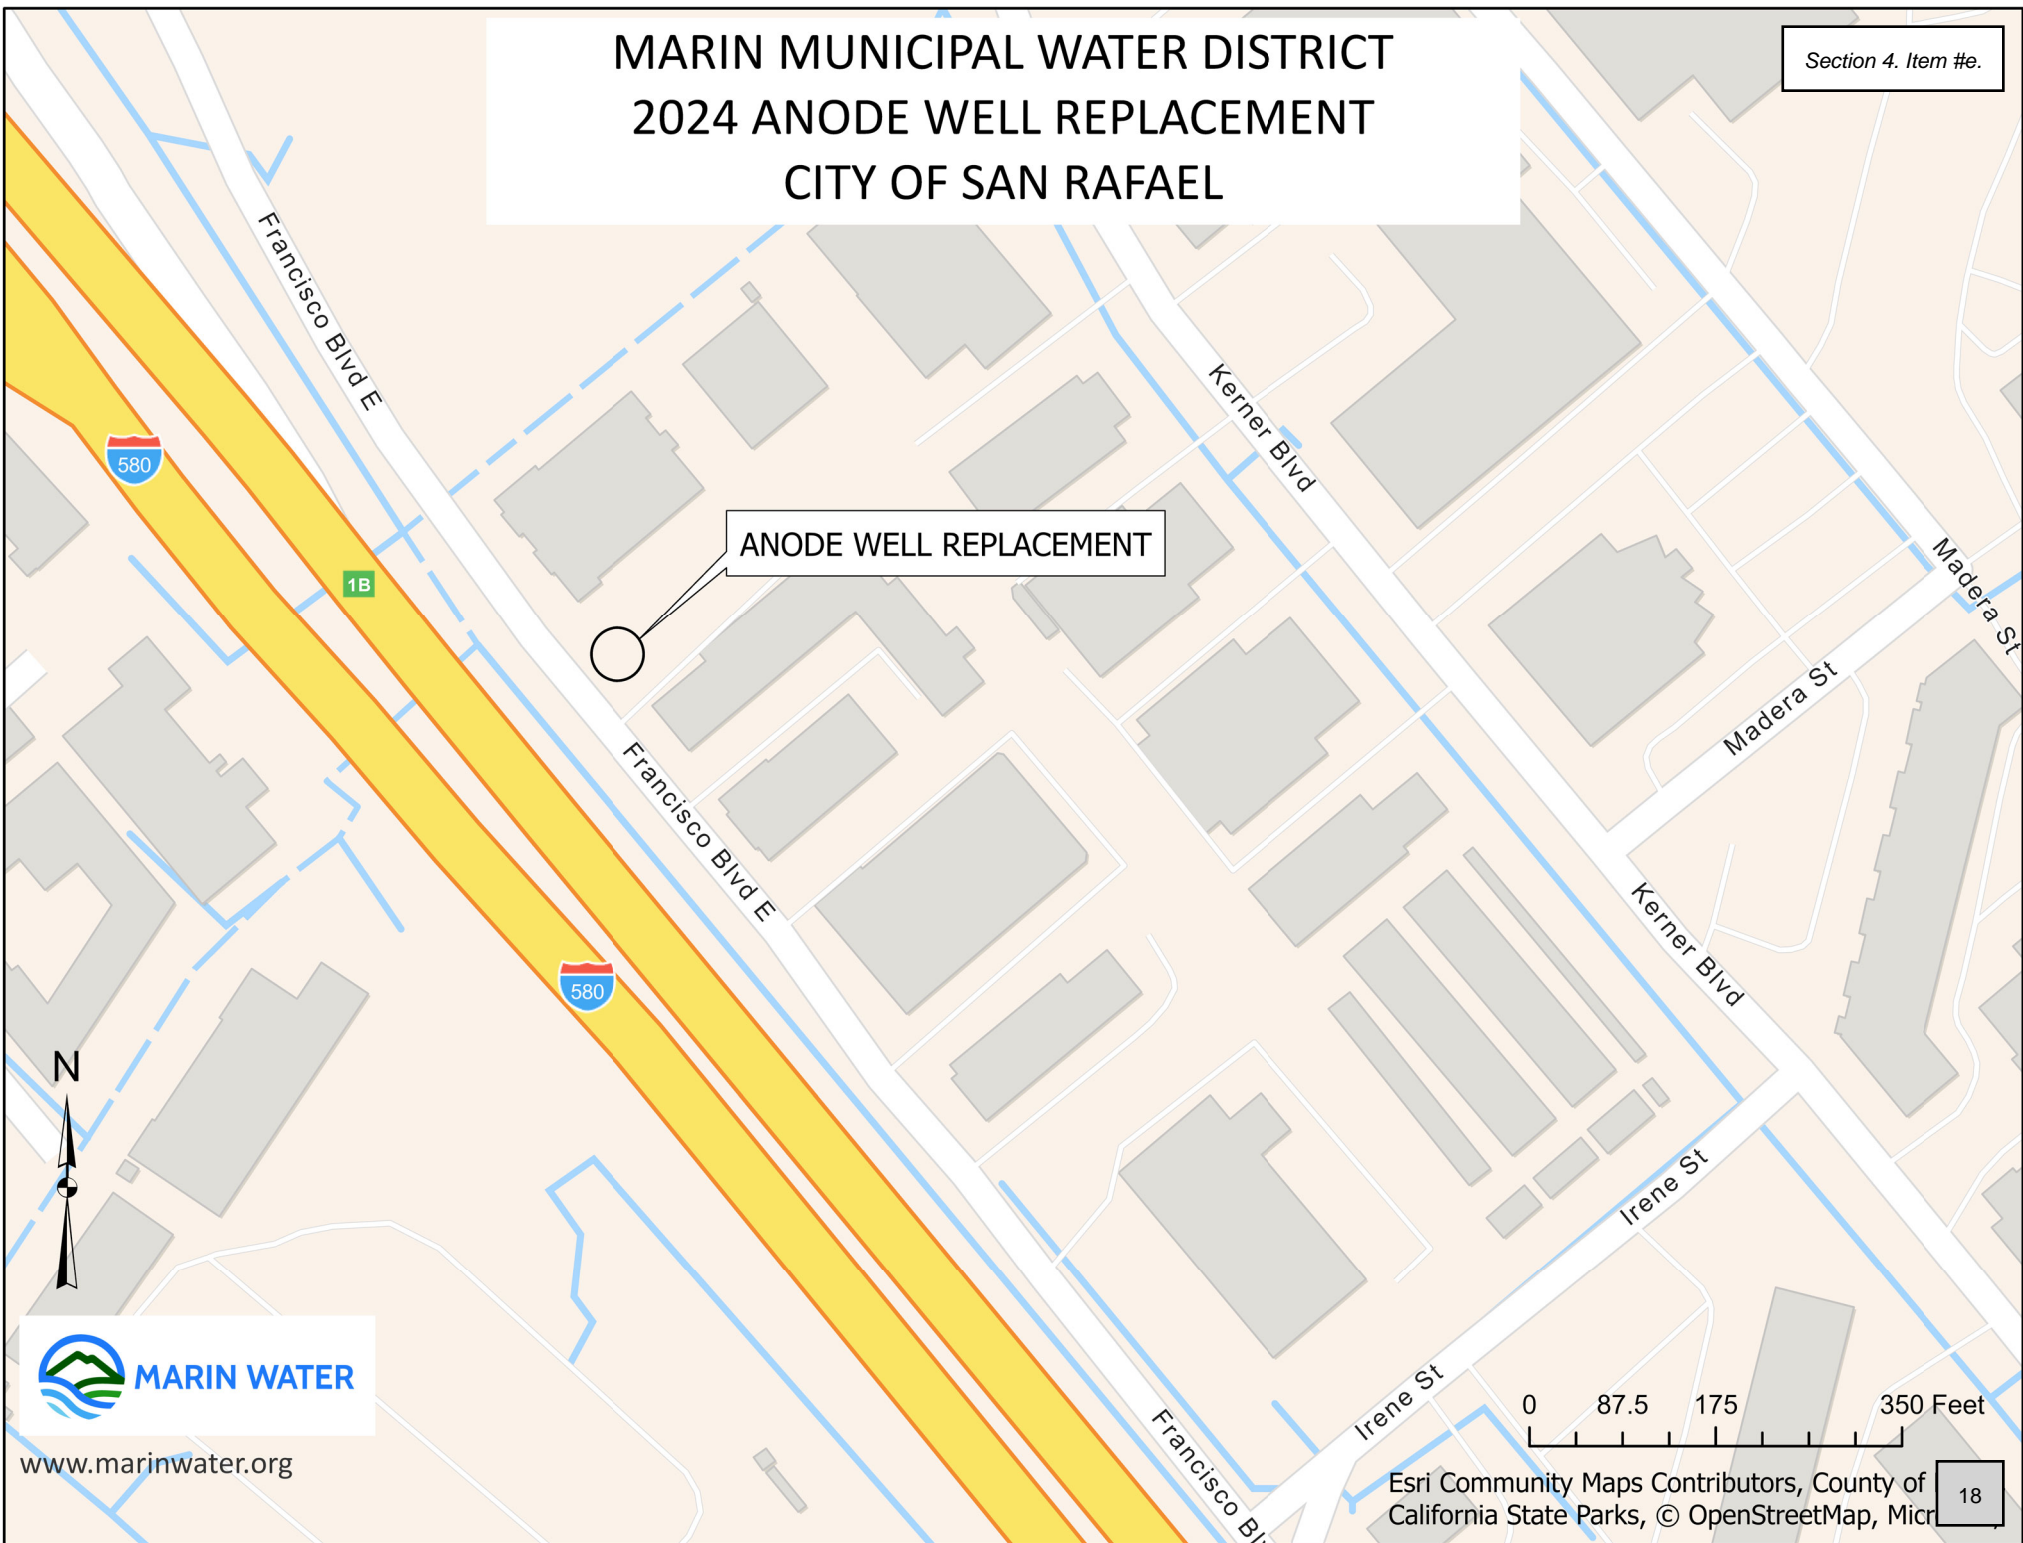 MARIN MUNICIPAL WATER DISTRICT
2024 ANODE WELL REPLACEMENT
CITY OF SAN RAFAEL
Section 4. Item #e.
Francisco Blvd E
Kerner Blvd
580
ANODE WELL REPLACEMENT
1B
Madera St
Madera St
Francisco Blvd E
Kerner Blvd
580
N
Irene St
MARIN WATER
Irene St
0 87.5 175 350 Feet
www.marinwater.org
Francisco Blv
Esri Community Maps Contributors, County of
California State Parks, © OpenStreetMap, Micr
18